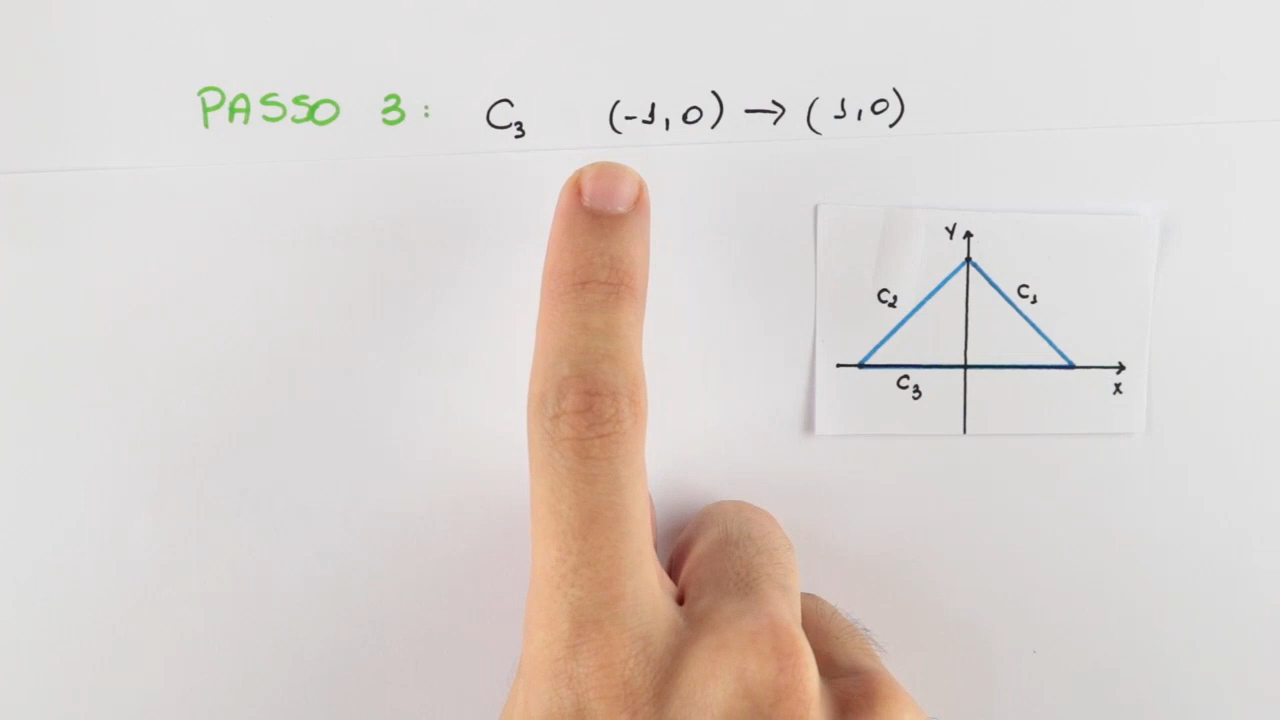 PASSO 3: C₃ (-1,0) → (1,0)
Y
C₂
C₁
C₃
X